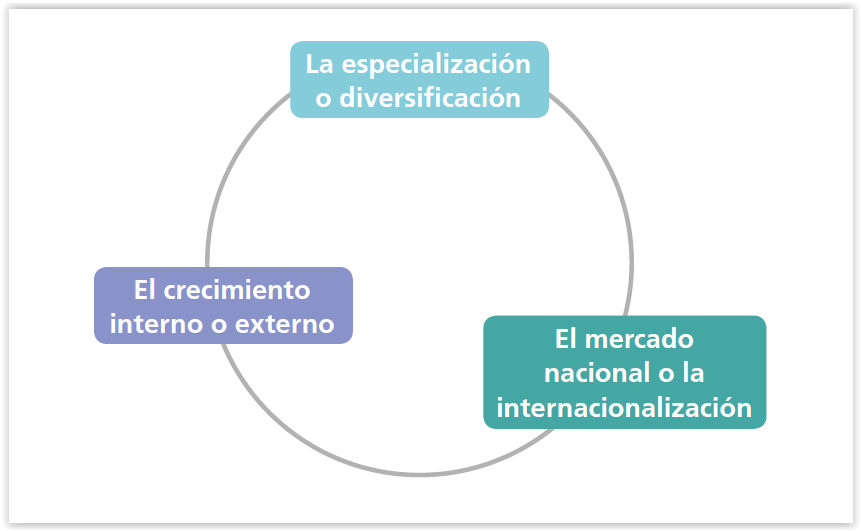 La especialización
o diversificación
El crecimiento
interno o externo
El mercado
nacional o la
internacionalización